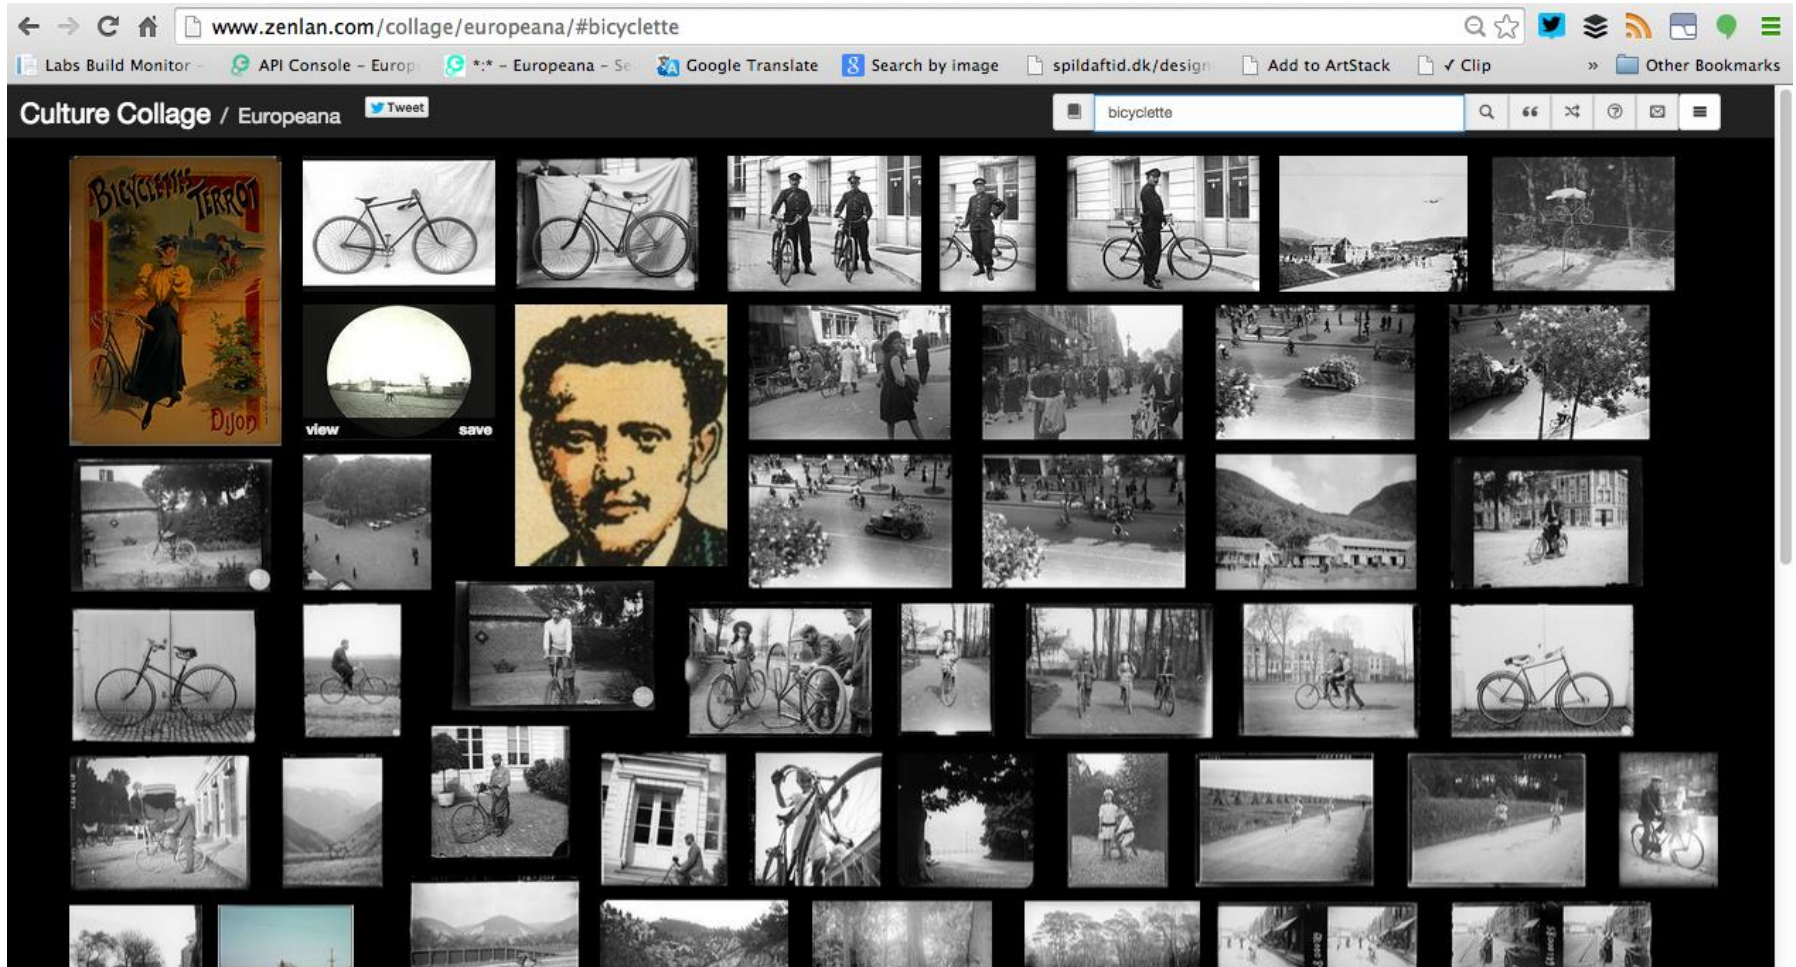 www.zenlan.com/collage/europeana/#bicyclette
Labs Build Monitor - API Console – Europ *:* – Europeana – Se Google Translate Search by image spildaftid.dk/design Add to ArtStack ✓ Clip » Other Bookmarks
Culture Collage / Europeana Tweet bicyclette
BICYCLETTES TERROT
Dijon
view save